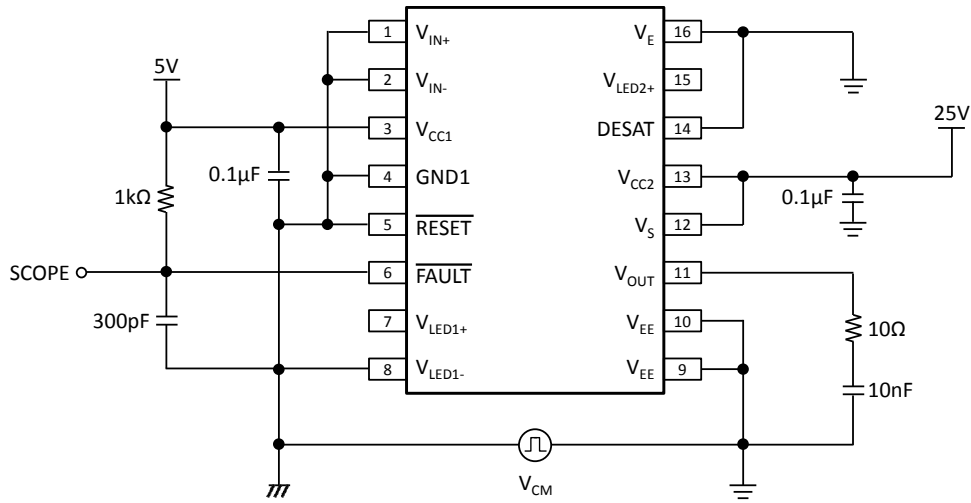 5V
0.1µF
1kΩ
SCOPE
300pF
1 V_IN+
2 V_IN-
3 V_CC1
4 GND1
5 RESET
6 FAULT
7 V_LED1+
8 V_LED1-
V_E 16
V_LED2+ 15
DESAT 14
V_CC2 13
V_S 12
V_OUT 11
V_EE 10
V_EE 9
25V
0.1µF
10Ω
10nF
V_CM